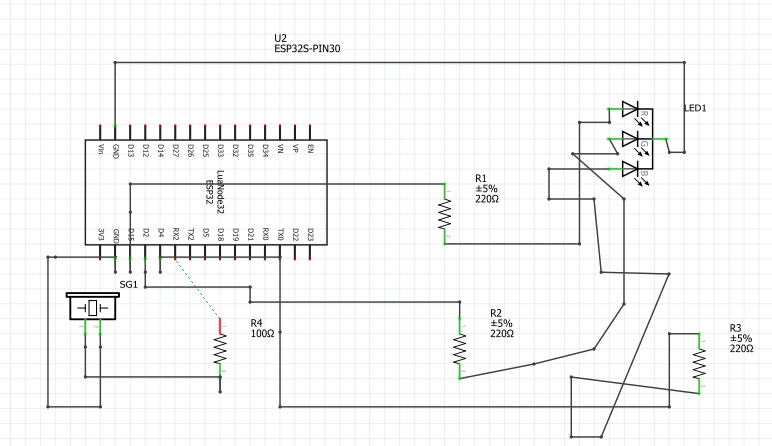 U2
ESP32S-PIN30
LED1
R
G
B
Vin
GND
D13
D12
D14
D27
D26
D25
D33
D32
D35
D34
VN
VP
EN
LuaNode32
ESP32
3V3
GND
D15
D2
D4
RX2
TX2
D5
D18
D19
D21
RX0
TX0
D22
D23
R1
±5%
220Ω
SG1
R4
100Ω
R2
±5%
220Ω
R3
±5%
220Ω